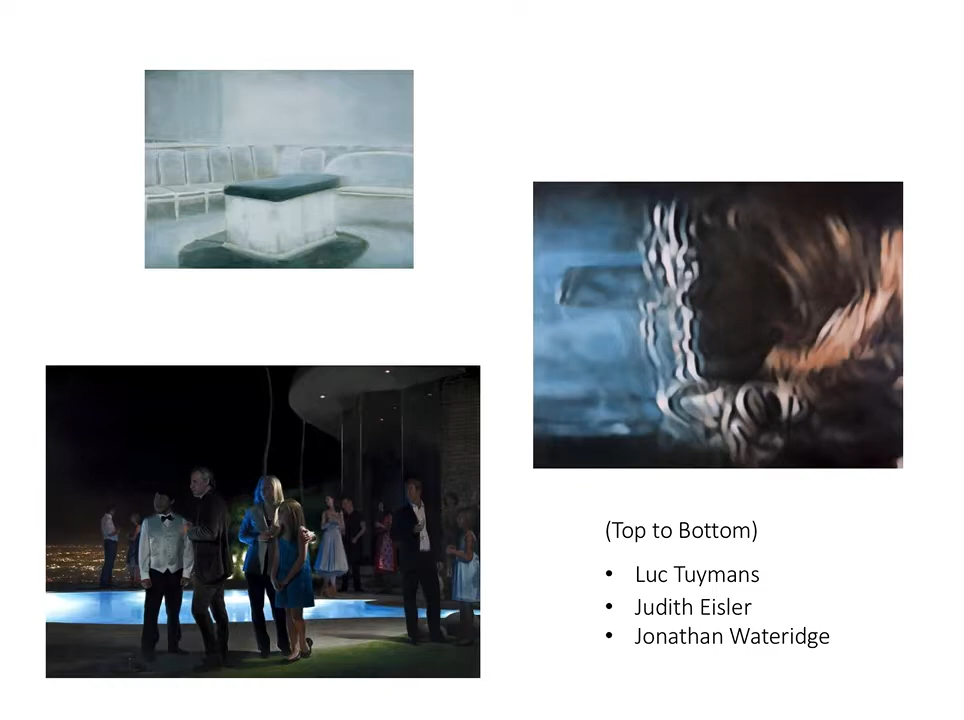 (Top to Bottom)
• Luc Tuymans
• Judith Eisler
• Jonathan Wateridge